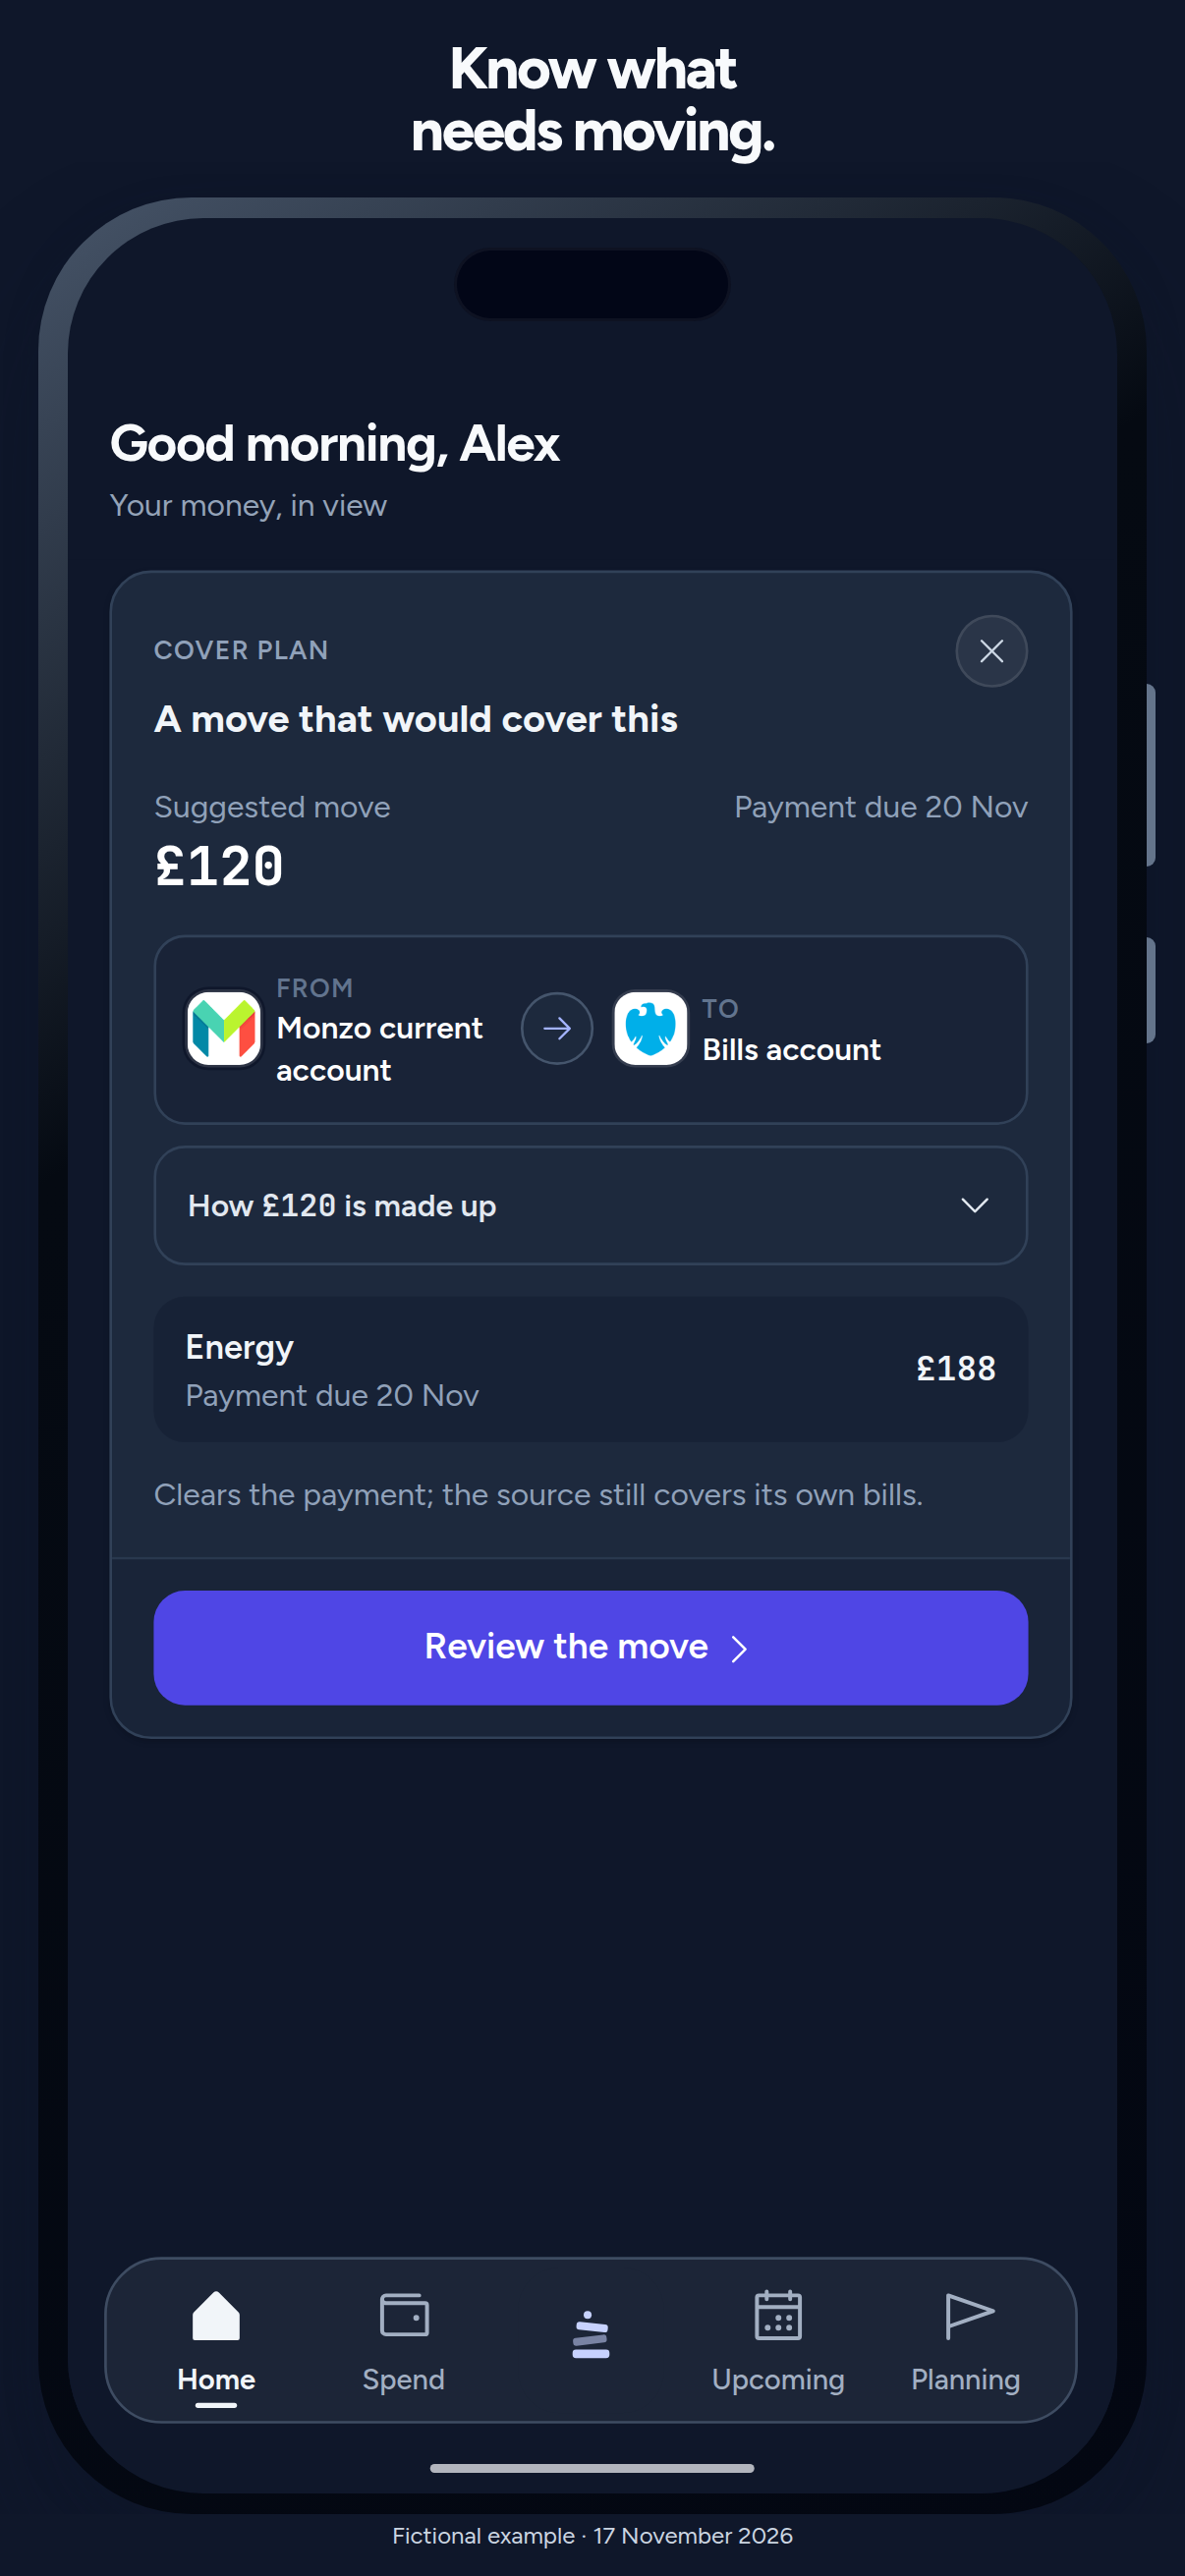 Know what
needs moving.
Good morning, Alex
Your money, in view
COVER PLAN
A move that would cover this
Suggested move
Payment due 20 Nov
£120
FROM
Monzo current
account
TO
Bills account
How £120 is made up
Energy
Payment due 20 Nov
£188
Clears the payment; the source still covers its own bills.
Review the move
Home
Spend
Upcoming
Planning
Fictional example · 17 November 2026